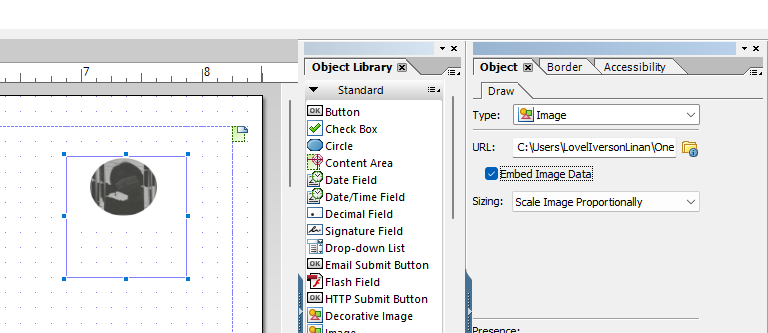 7
8
Object Library
Standard
Button
Check Box
Circle
Content Area
Date Field
Date/Time Field
Decimal Field
Signature Field
Drop-down List
Email Submit Button
Flash Field
HTTP Submit Button
Decorative Image
Image
Object
Border
Accessibility
Draw
Type:
Image
URL:
C:\Users\LovelIversonLinan\One
Embed Image Data
Sizing:
Scale Image Proportionally
Presence: